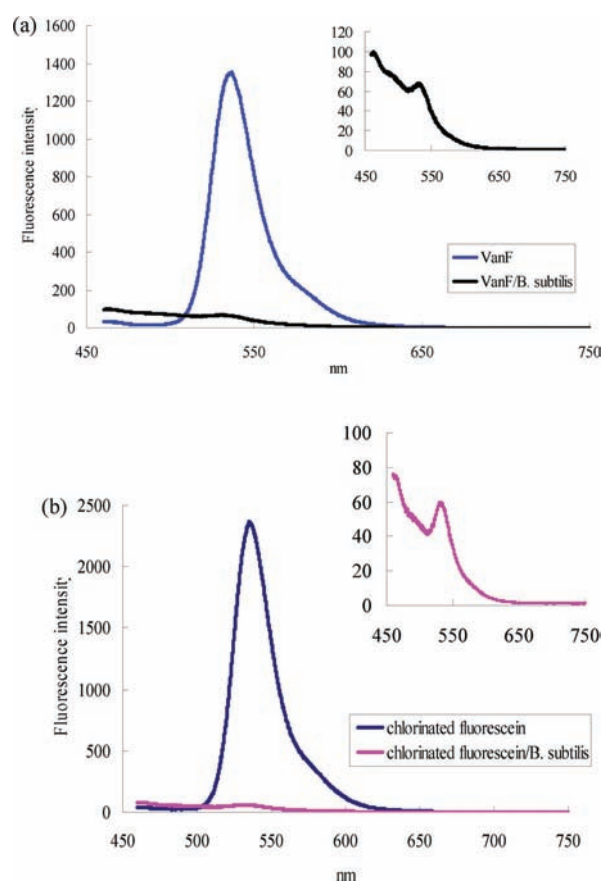 (a)
1600
1400
1200
1000
800
600
400
200
0
Fluorescence intensity
450 550 650 750
nm
120
100
80
60
40
20
0
450 550 650 750
VanF
VanF/B. subtilis
(b)
2500
2000
1500
1000
500
0
Fluorescence intensity
450 500 550 600 650 700 750
nm
100
80
60
40
20
0
450 550 650 750
chlorinated fluorescein
chlorinated fluorescein/B. subtilis